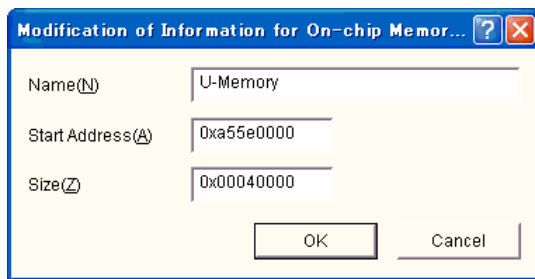 Modification of Information for On-chip Memor...
Name(N) U-Memory
Start Address(A) 0xa55e0000
Size(Z) 0x00040000
OK Cancel